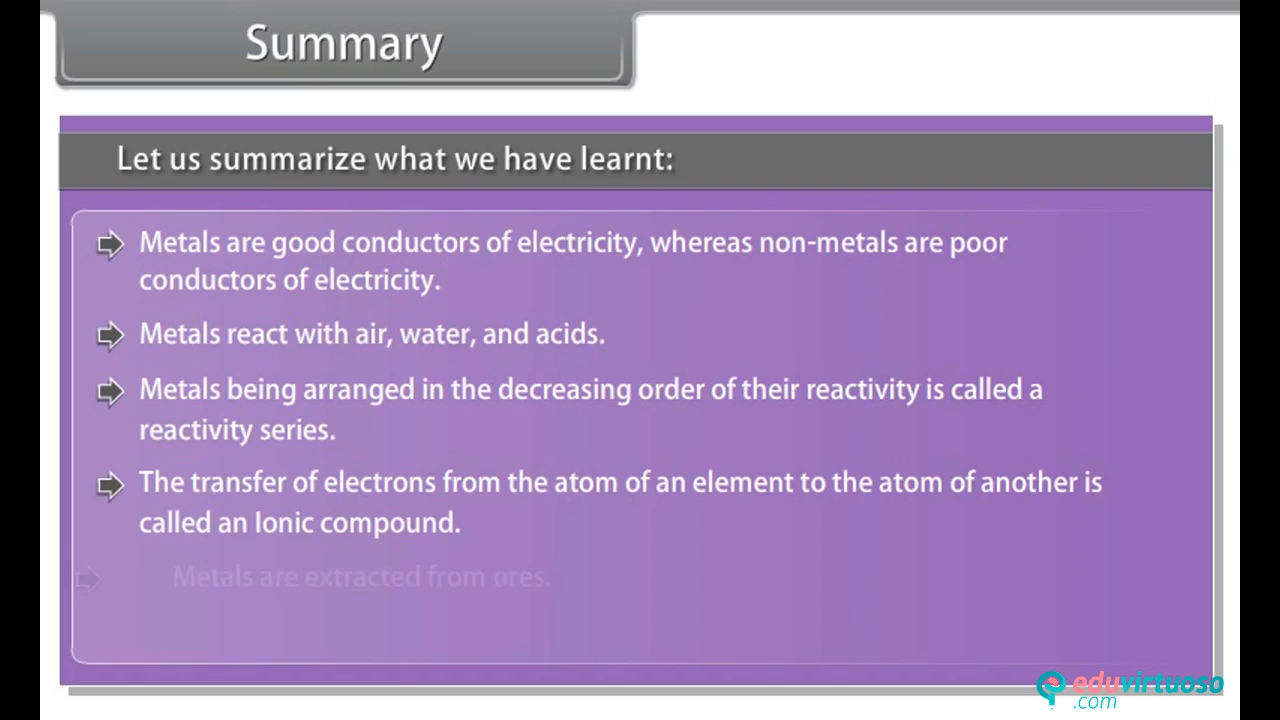 Summary
Let us summarize what we have learnt:
Metals are good conductors of electricity, whereas non-metals are poor
conductors of electricity.
Metals react with air, water, and acids.
Metals being arranged in the decreasing order of their reactivity is called a
reactivity series.
The transfer of electrons from the atom of an element to the atom of another is
called an Ionic compound.
Metals are extracted from ores.
eduvirtuoso
.com